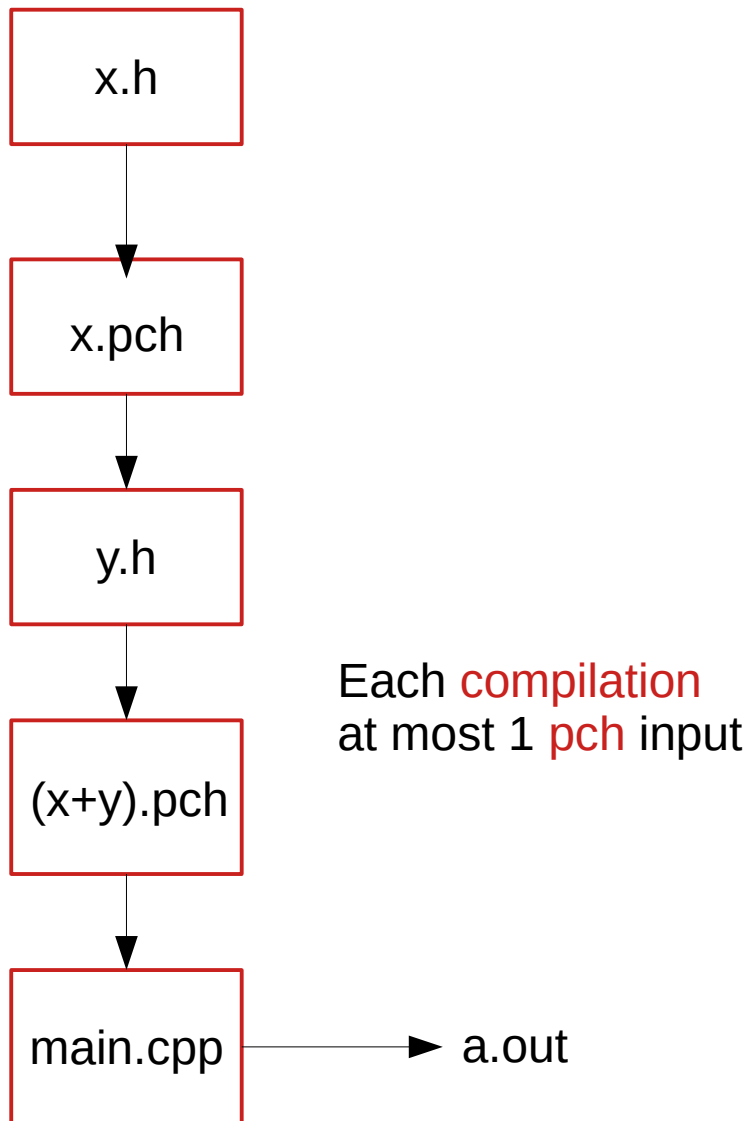 x.h
x.pch
y.h
Each compilation
at most 1 pch input
(x+y).pch
main.cpp
a.out